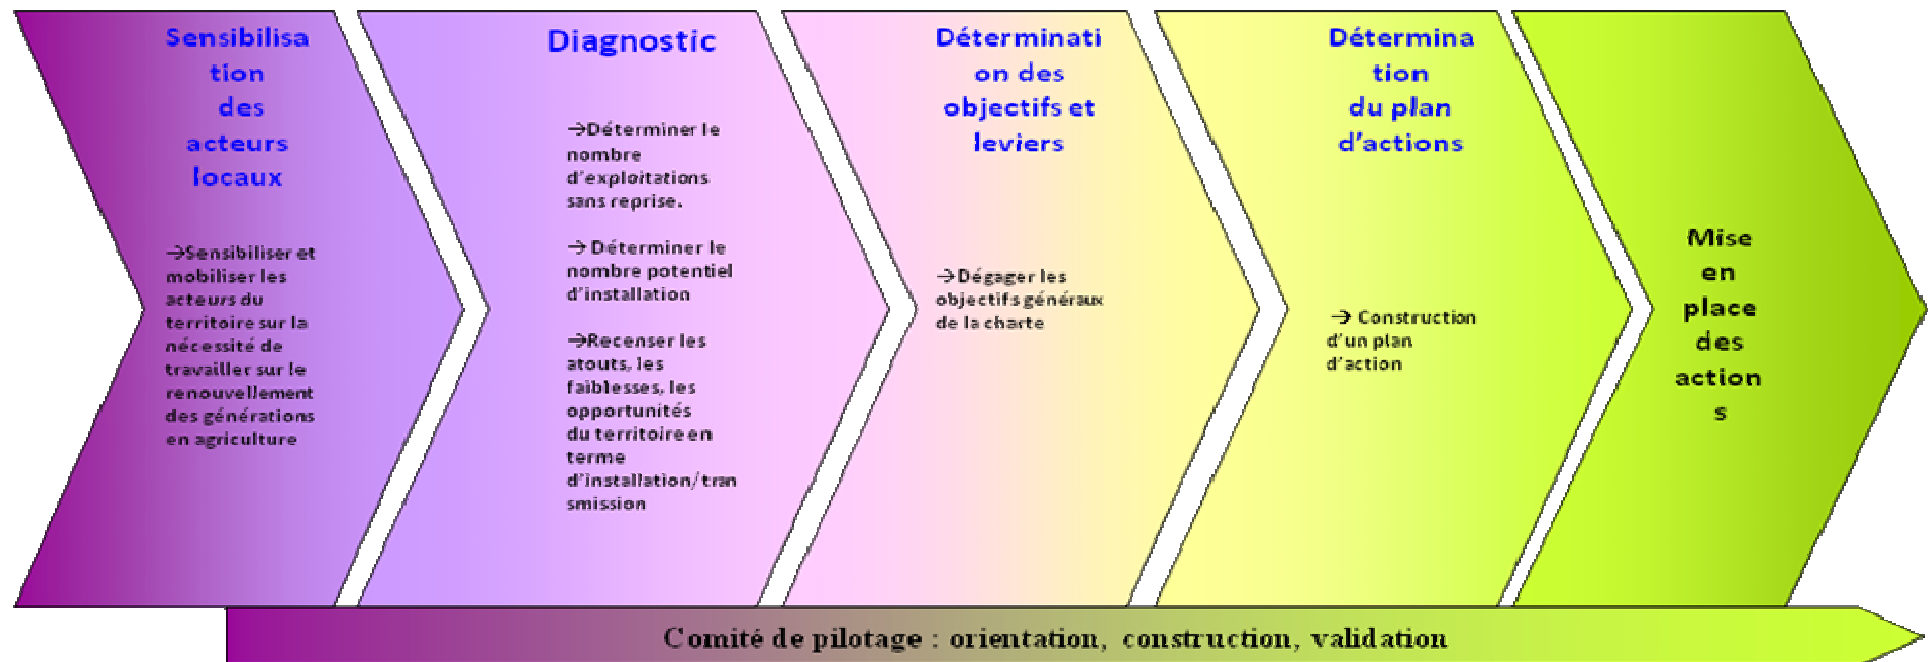 Sensibilisa
tion
des
acteurs
locaux
→Sensibiliser et
mobiliser les
acteurs du
territoire sur la
nécessité de
travailler sur le
renouvellement
des générations
en agriculture
Diagnostic
→Déterminer le
nombre
d'exploitations
sans reprise.
→ Déterminer le
nombre potentiel
d'installation
→Recenser les
atouts, les
faiblesses, les
opportunités
du territoire en
terme
d'installation/tran
smission
Déterminati
on des
objectifs et
leviers
→Dégager les
objectifs généraux
de la charte
Détermina
tion
du plan
d'actions
→ Construction
d'un plan
d'action
Mise
en
place
des
action
s
Comité de pilotage : orientation, construction, validation